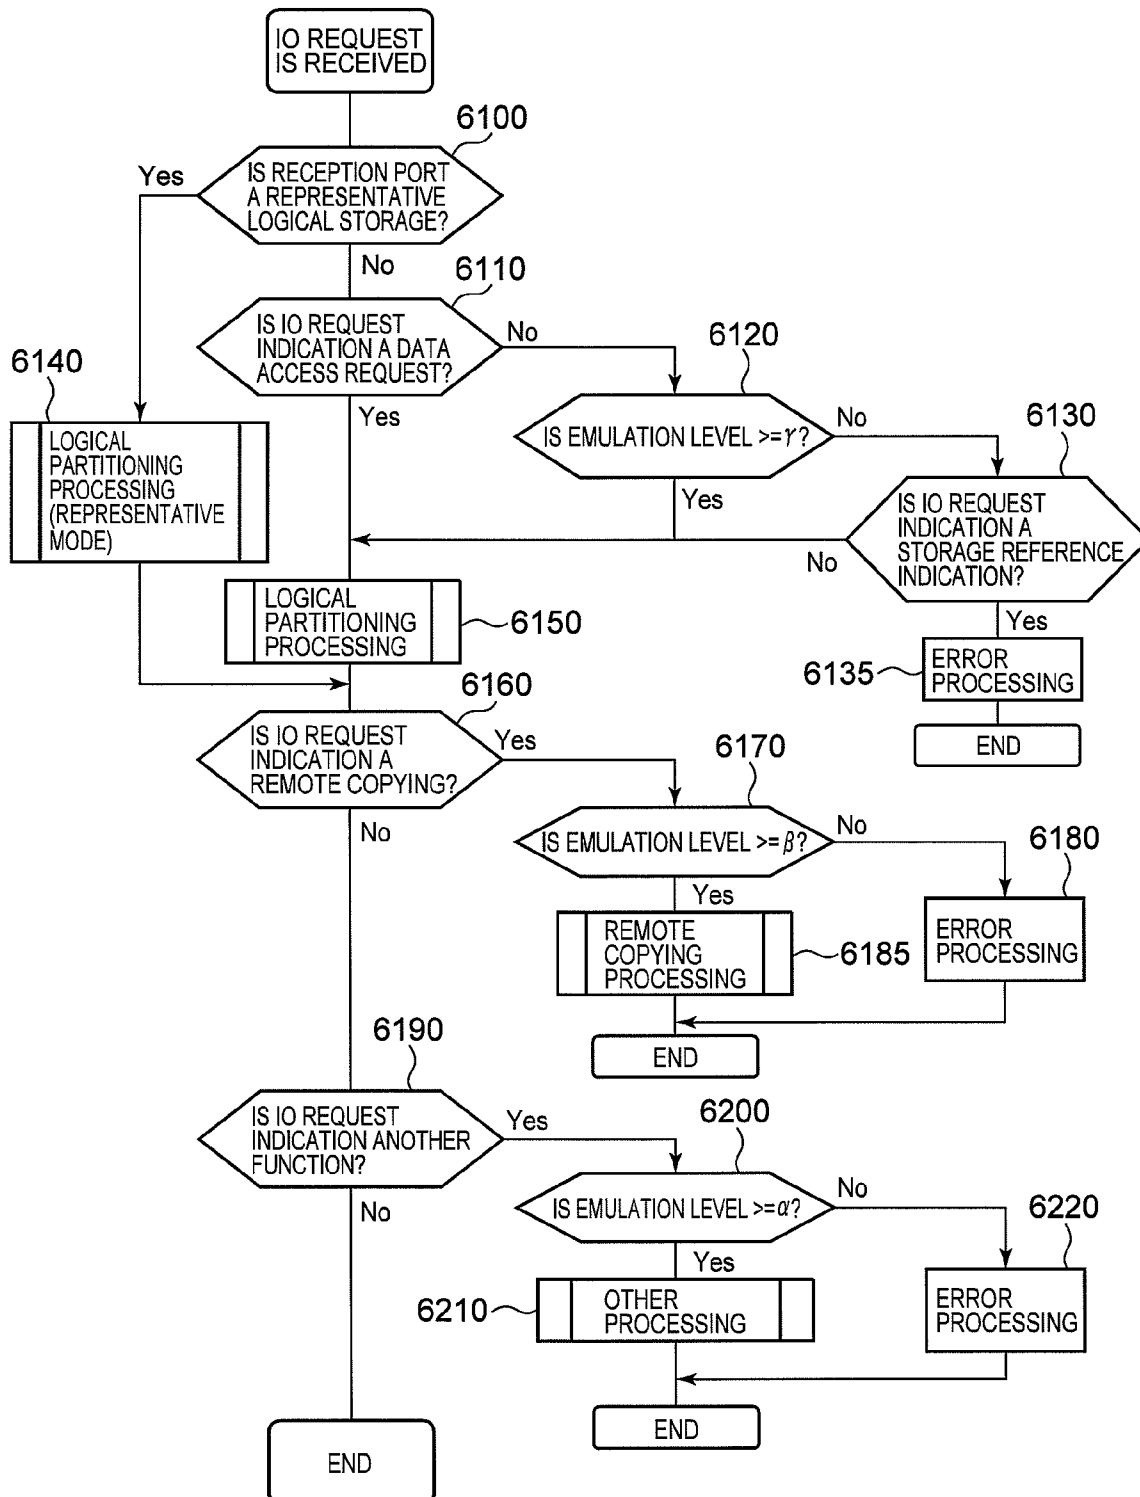 IO REQUEST
IS RECEIVED
6100
Yes
IS RECEPTION PORT
A REPRESENTATIVE
LOGICAL STORAGE?
No
6110
IS IO REQUEST
INDICATION A DATA
ACCESS REQUEST?
No
Yes
6120
IS EMULATION LEVEL >=γ?
No
Yes
6130
IS IO REQUEST
INDICATION A
STORAGE REFERENCE
INDICATION?
No
Yes
6135
ERROR
PROCESSING
END
6140
LOGICAL
PARTITIONING
PROCESSING
(REPRESENTATIVE
MODE)
LOGICAL
PARTITIONING
PROCESSING
6150
6160
IS IO REQUEST
INDICATION A
REMOTE COPYING?
Yes
No
6170
IS EMULATION LEVEL >=β?
No
Yes
6180
ERROR
PROCESSING
REMOTE
COPYING
PROCESSING
6185
END
6190
IS IO REQUEST
INDICATION ANOTHER
FUNCTION?
Yes
No
6200
IS EMULATION LEVEL >=α?
No
Yes
6220
ERROR
PROCESSING
6210
OTHER
PROCESSING
END
END